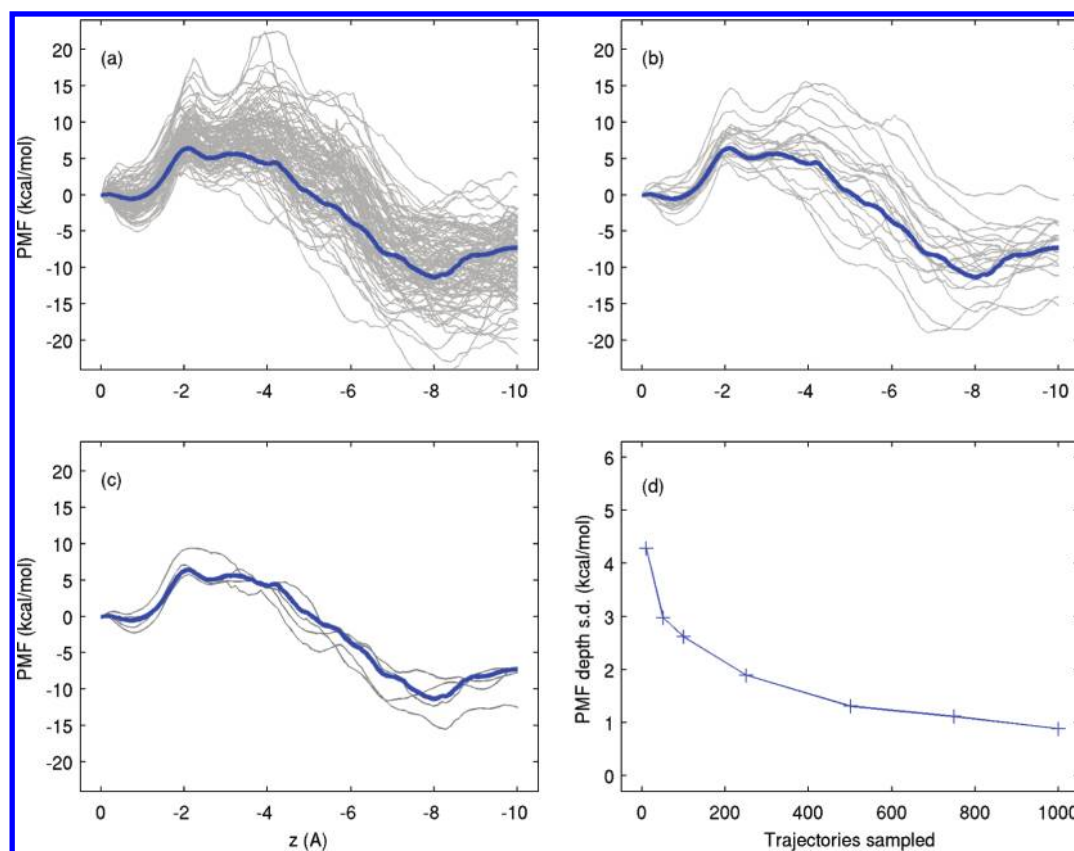 (a)
PMF (kcal/mol)
20
15
10
5
0
-5
-10
-15
-20
0 -2 -4 -6 -8 -10
(b)
20
15
10
5
0
-5
-10
-15
-20
0 -2 -4 -6 -8 -10
(c)
PMF (kcal/mol)
20
15
10
5
0
-5
-10
-15
-20
0 -2 -4 -6 -8 -10
z (A)
(d)
PMF depth s.d. (kcal/mol)
6
5
4
3
2
1
0
0 200 400 600 800 1000
Trajectories sampled